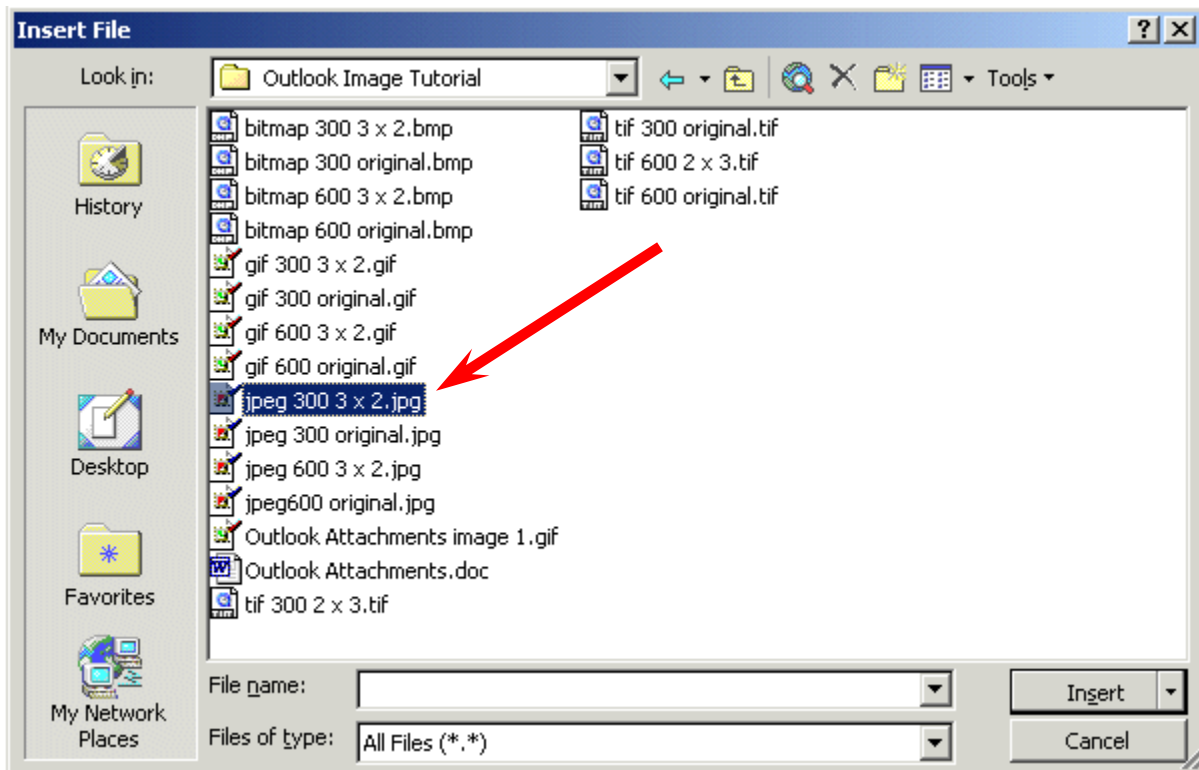 Insert File
Look in:
Outlook Image Tutorial
Tools
History
My Documents
Desktop
Favorites
My Network
Places
bitmap 300 3 x 2.bmp
bitmap 300 original.bmp
bitmap 600 3 x 2.bmp
bitmap 600 original.bmp
gif 300 3 x 2.gif
gif 300 original.gif
gif 600 3 x 2.gif
gif 600 original.gif
jpeg 300 3 x 2.jpg
jpeg 300 original.jpg
jpeg 600 3 x 2.jpg
jpeg600 original.jpg
Outlook Attachments image 1.gif
Outlook Attachments.doc
tif 300 2 x 3.tif
tif 300 original.tif
tif 600 2 x 3.tif
tif 600 original.tif
File name:
Insert
Files of type:
All Files (*.*)
Cancel